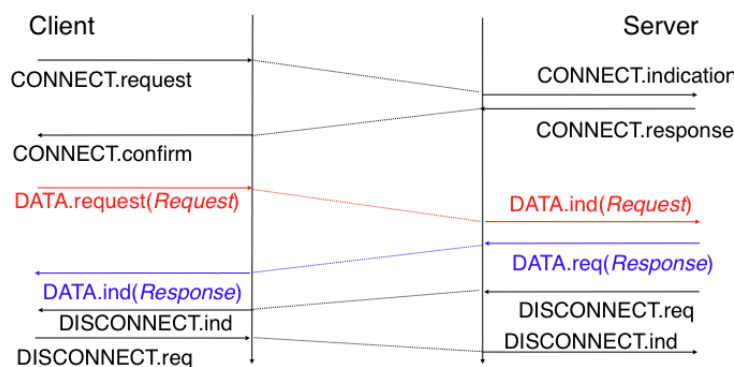 Client
Server
CONNECT.request
CONNECT.indication
CONNECT.response
CONNECT.confirm
DATA.request(Request)
DATA.ind(Request)
DATA.req(Response)
DATA.ind(Response)
DISCONNECT.req
DISCONNECT.ind
DISCONNECT.ind
DISCONNECT.req